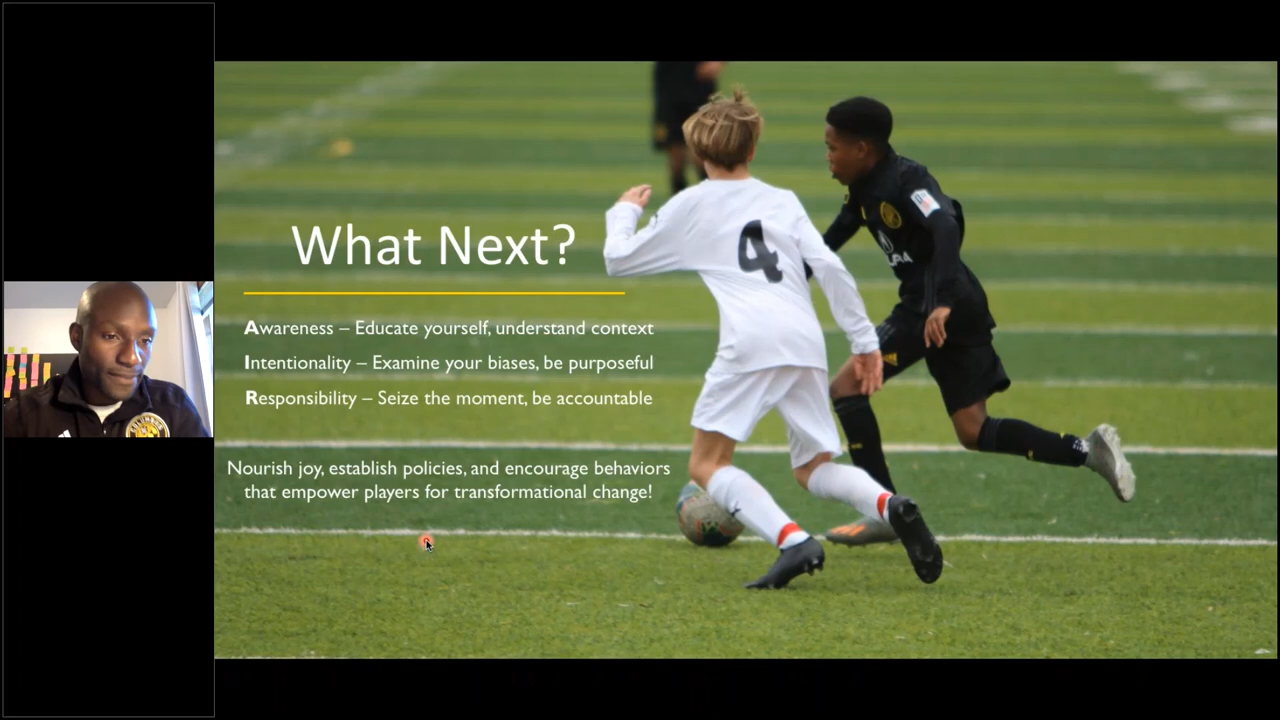 What Next?
Awareness – Educate yourself, understand context
Intentionality – Examine your biases, be purposeful
Responsibility – Seize the moment, be accountable
Nourish joy, establish policies, and encourage behaviors
that empower players for transformational change!
4